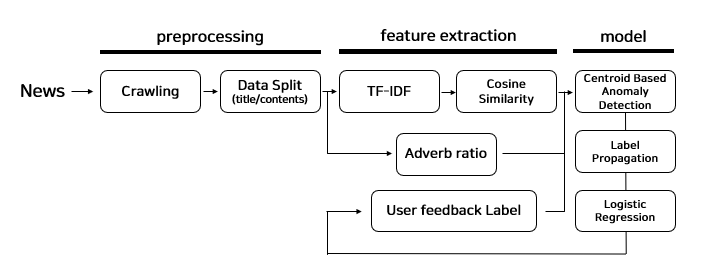 preprocessing
feature extraction
model
News
Crawling
Data Split
(title/contents)
TF-IDF
Cosine
Similarity
Centroid Based
Anomaly
Detection
Adverb ratio
Label
Propagation
User feedback Label
Logistic
Regression